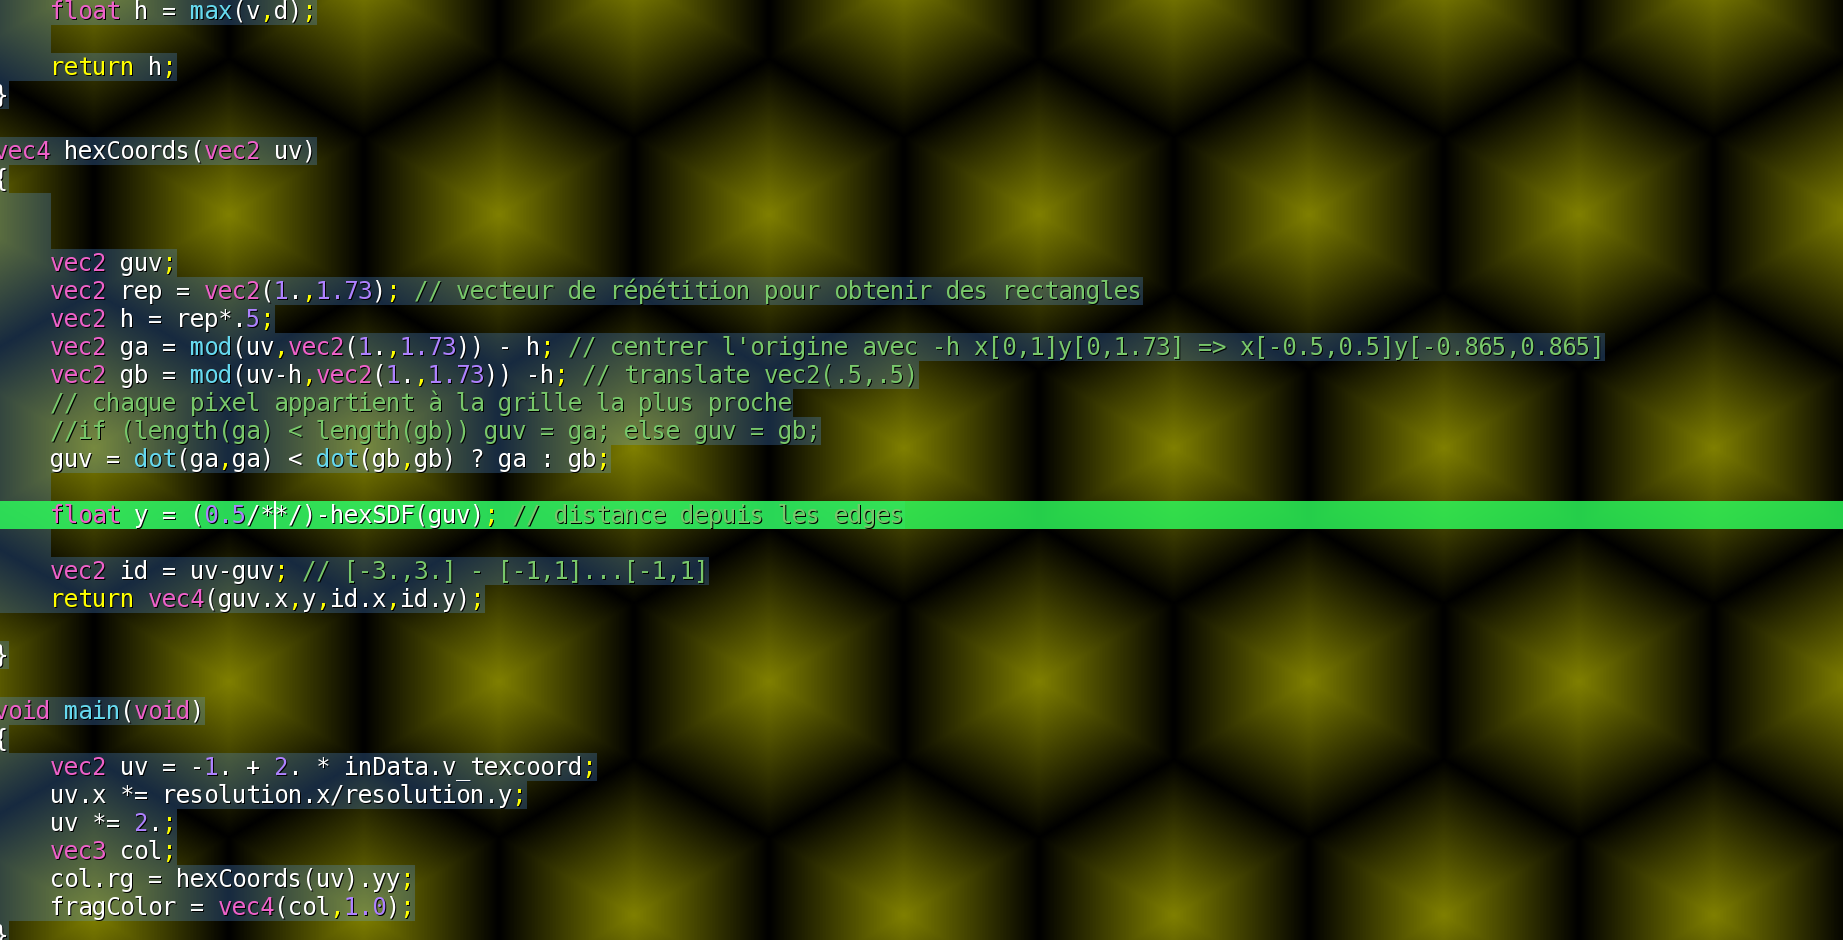 float h = max(v,d);
return h;
}
vec4 hexCoords(vec2 uv)
{
vec2 guv;
vec2 rep = vec2(1.,1.73); // vecteur de répétition pour obtenir des rectangles
vec2 h = rep*.5;
vec2 ga = mod(uv,vec2(1.,1.73)) - h; // centrer l'origine avec -h x[0,1]y[0,1.73] => x[-0.5,0.5]y[-0.865,0.865]
vec2 gb = mod(uv-h,vec2(1.,1.73)) -h; // translate vec2(.5,.5)
// chaque pixel appartient à la grille la plus proche
//if (length(ga) < length(gb)) guv = ga; else guv = gb;
guv = dot(ga,ga) < dot(gb,gb) ? ga : gb;
float y = (0.5/**/)-hexSDF(guv); // distance depuis les edges
vec2 id = uv-guv; // [-3.,3.] - [-1,1]...[-1,1]
return vec4(guv.x,y,id.x,id.y);
}
void main(void)
{
vec2 uv = -1. + 2. * inData.v_texcoord;
uv.x *= resolution.x/resolution.y;
uv *= 2.;
vec3 col;
col.rg = hexCoords(uv).yy;
fragColor = vec4(col,1.0);
}